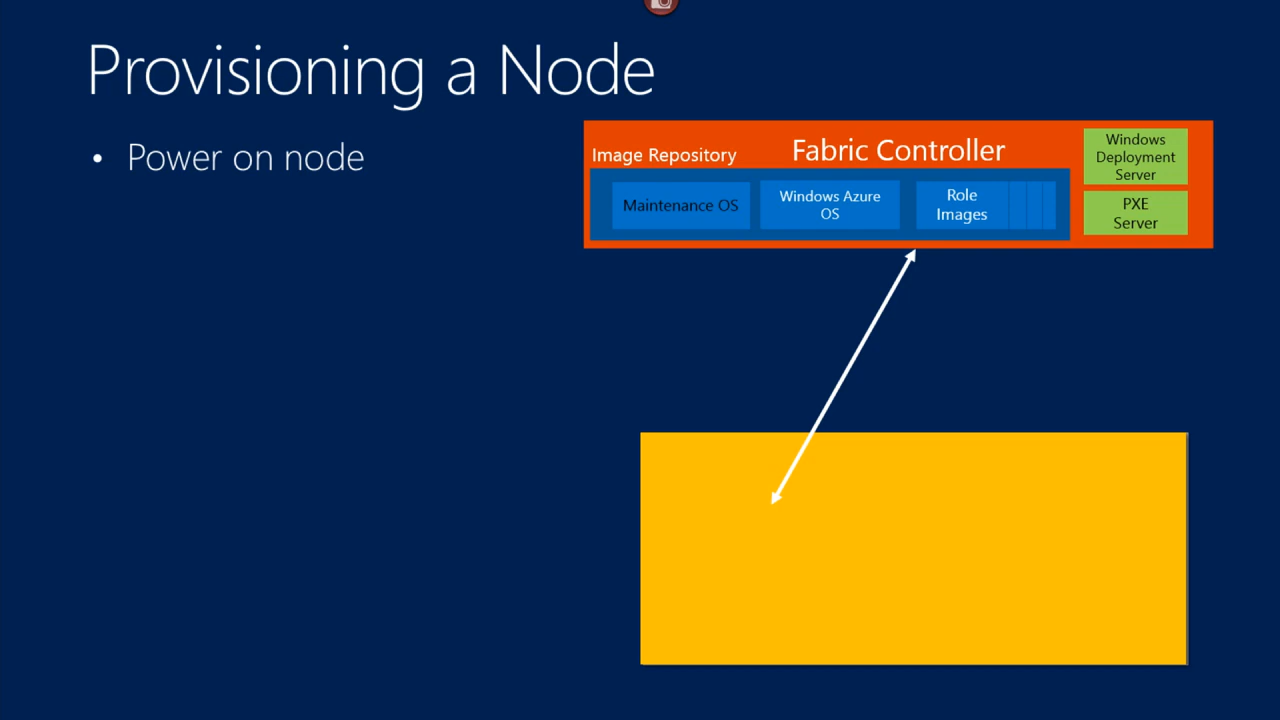 Provisioning a Node
• Power on node
Image Repository
Fabric Controller
Maintenance OS
Windows Azure
OS
Role
Images
Windows
Deployment
Server
PXE
Server